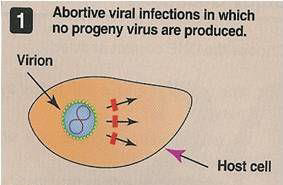 1
Abortive viral infections in which
no progeny virus are produced.
Virion
Host cell